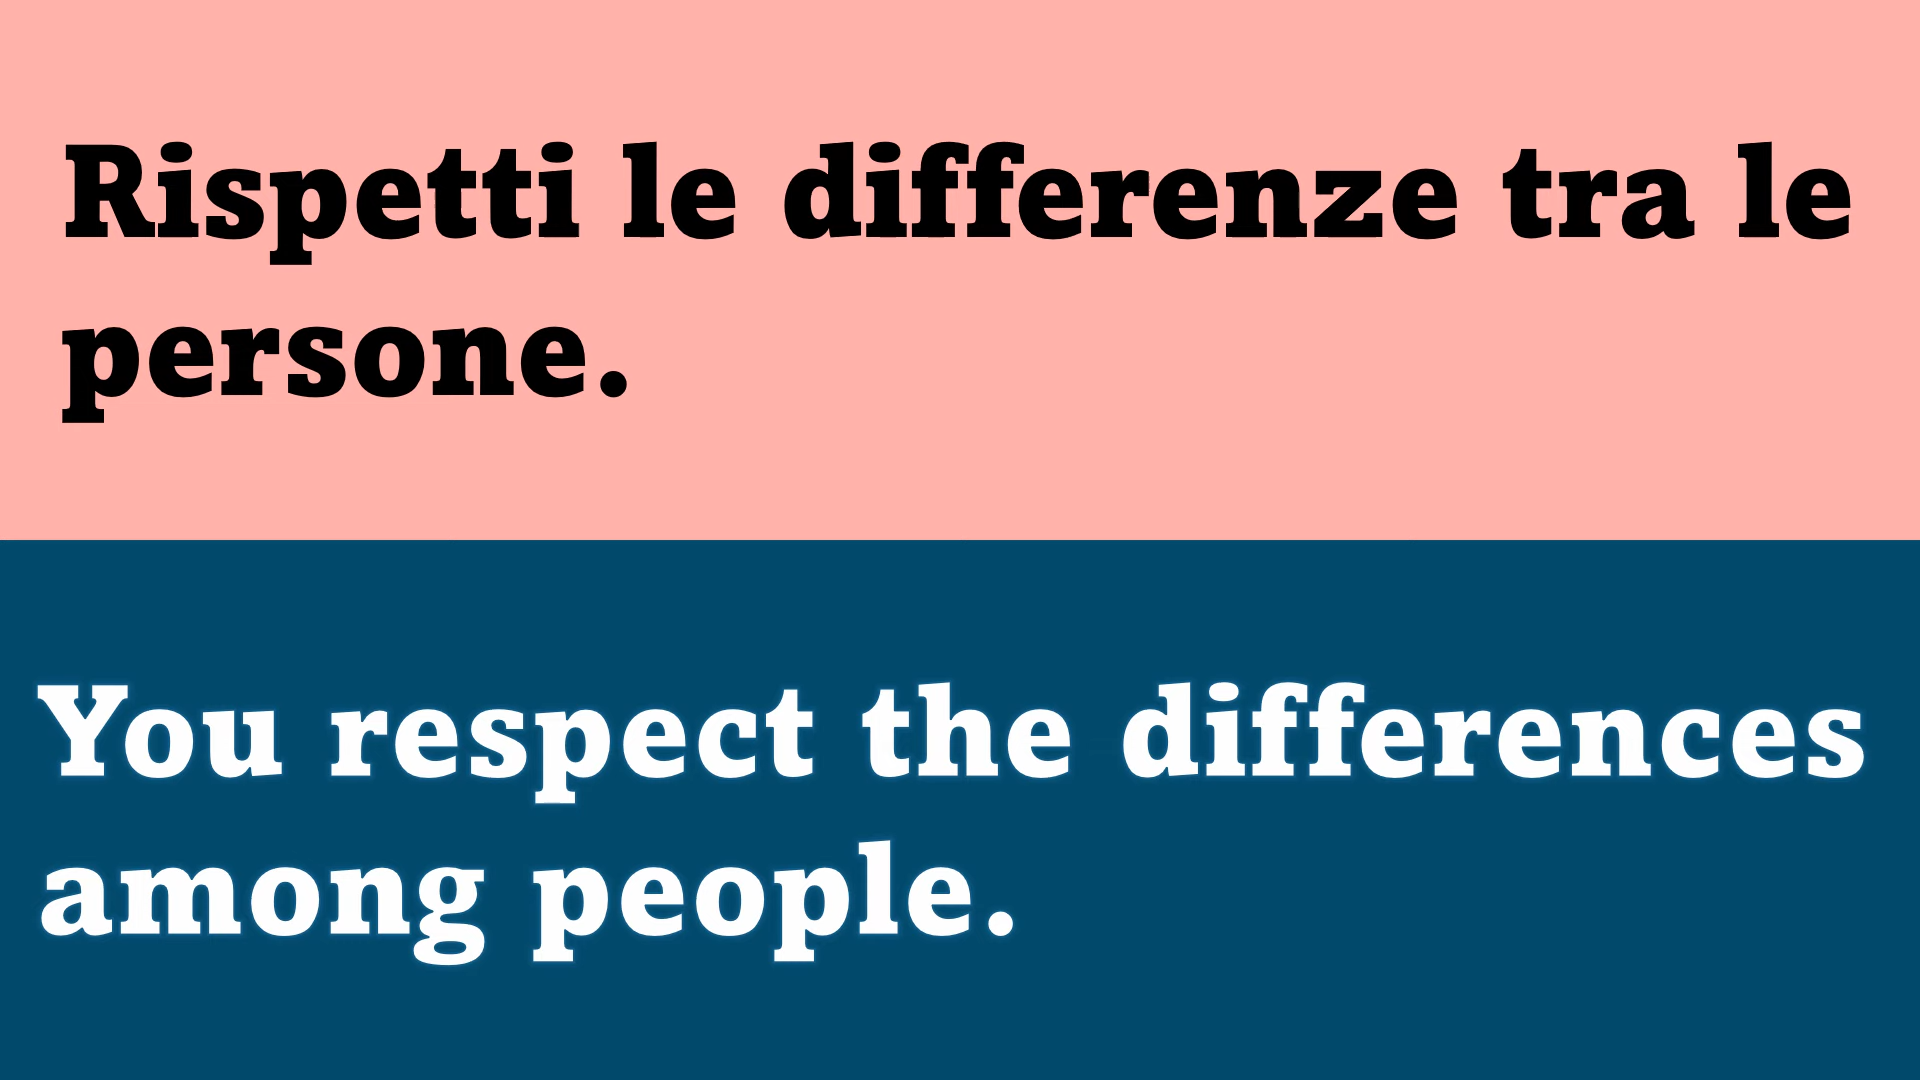 Rispetti le differenze tra le
persone.
You respect the differences
among people.